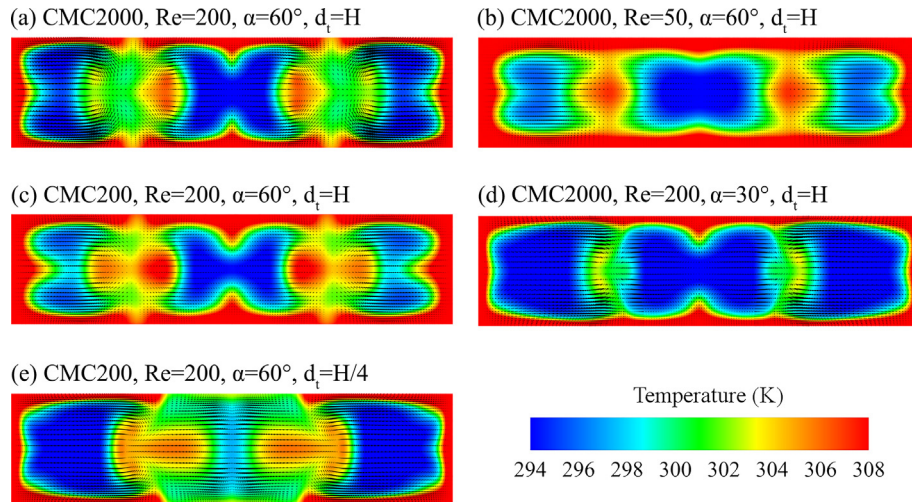 (a) CMC2000, Re=200, α=60°, dₜ=H
(b) CMC2000, Re=50, α=60°, dₜ=H
(c) CMC200, Re=200, α=60°, dₜ=H
(d) CMC2000, Re=200, α=30°, dₜ=H
(e) CMC200, Re=200, α=60°, dₜ=H/4
Temperature (K)
294 296 298 300 302 304 306 308